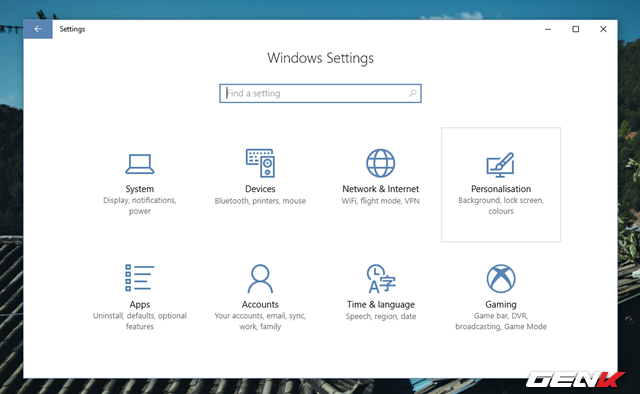 Settings
Windows Settings
Find a setting
System
Display, notifications,
power
Devices
Bluetooth, printers, mouse
Network & Internet
WiFi, flight mode, VPN
Personalisation
Background, lock screen,
colours
Apps
Uninstall, defaults, optional
features
Accounts
Your accounts, email, sync,
work, family
Time & language
Speech, region, date
Gaming
Game bar, DVR,
broadcasting, Game Mode
GENK